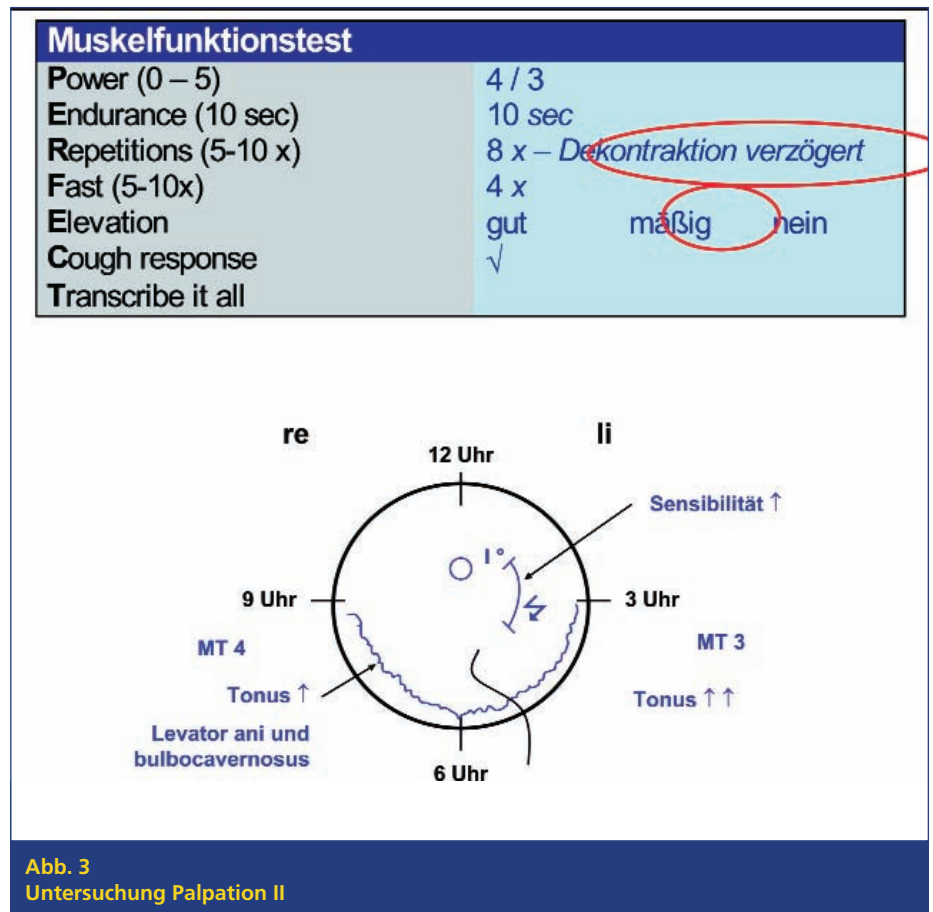 Muskelfunktionstest
Power (0 – 5) 4 / 3
Endurance (10 sec) 10 sec
Repetitions (5-10 x) 8 x – Dekontraktion verzögert
Fast (5-10x) 4 x
Elevation gut mäßig nein
Cough response √
Transcribe it all
re li
12 Uhr
Sensibilität ↑
I °
9 Uhr 3 Uhr
MT 4 MT 3
Tonus ↑ Tonus ↑ ↑
Levator ani und
bulbocavernosus
6 Uhr
Abb. 3
Untersuchung Palpation II